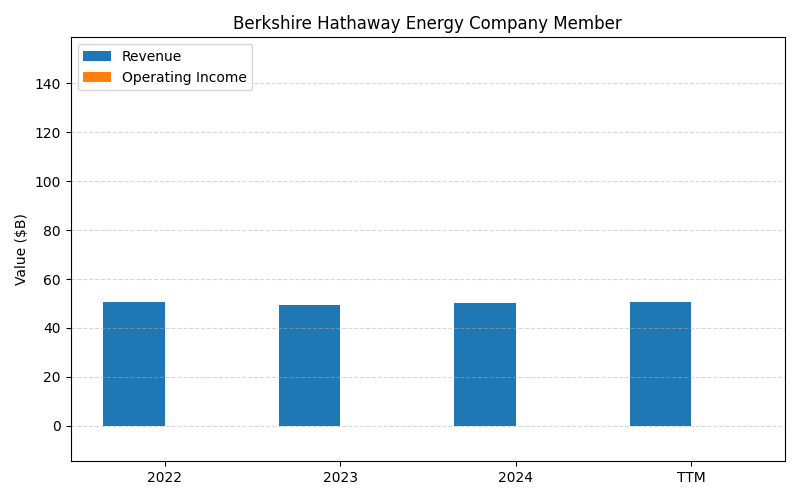 Berkshire Hathaway Energy Company Member
Revenue
Operating Income
Value ($B)
140
120
100
80
60
40
20
0
2022
2023
2024
TTM